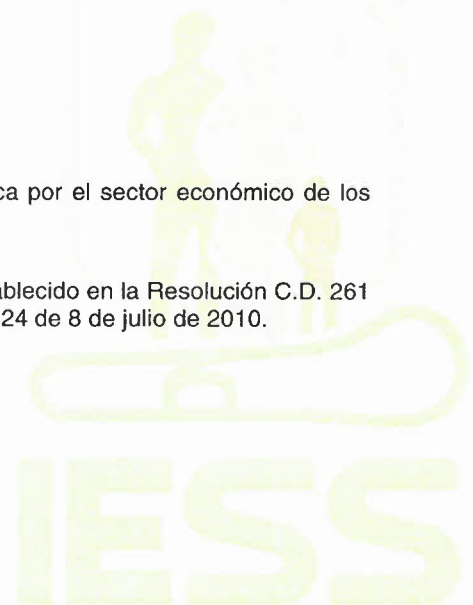 ca por el sector económico de los
ablecido en la Resolución C.D. 261
24 de 8 de julio de 2010.
IESS